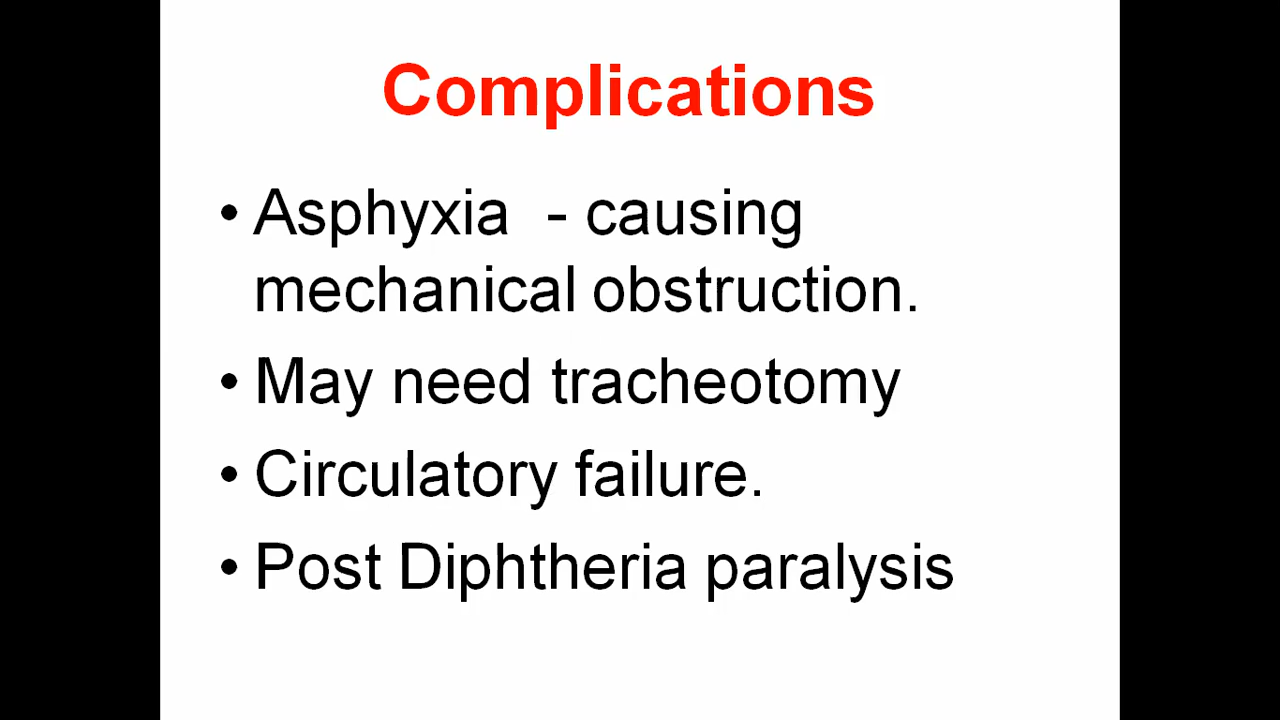 Complications
• Asphyxia  - causing
mechanical obstruction.
• May need tracheotomy
• Circulatory failure.
• Post Diphtheria paralysis